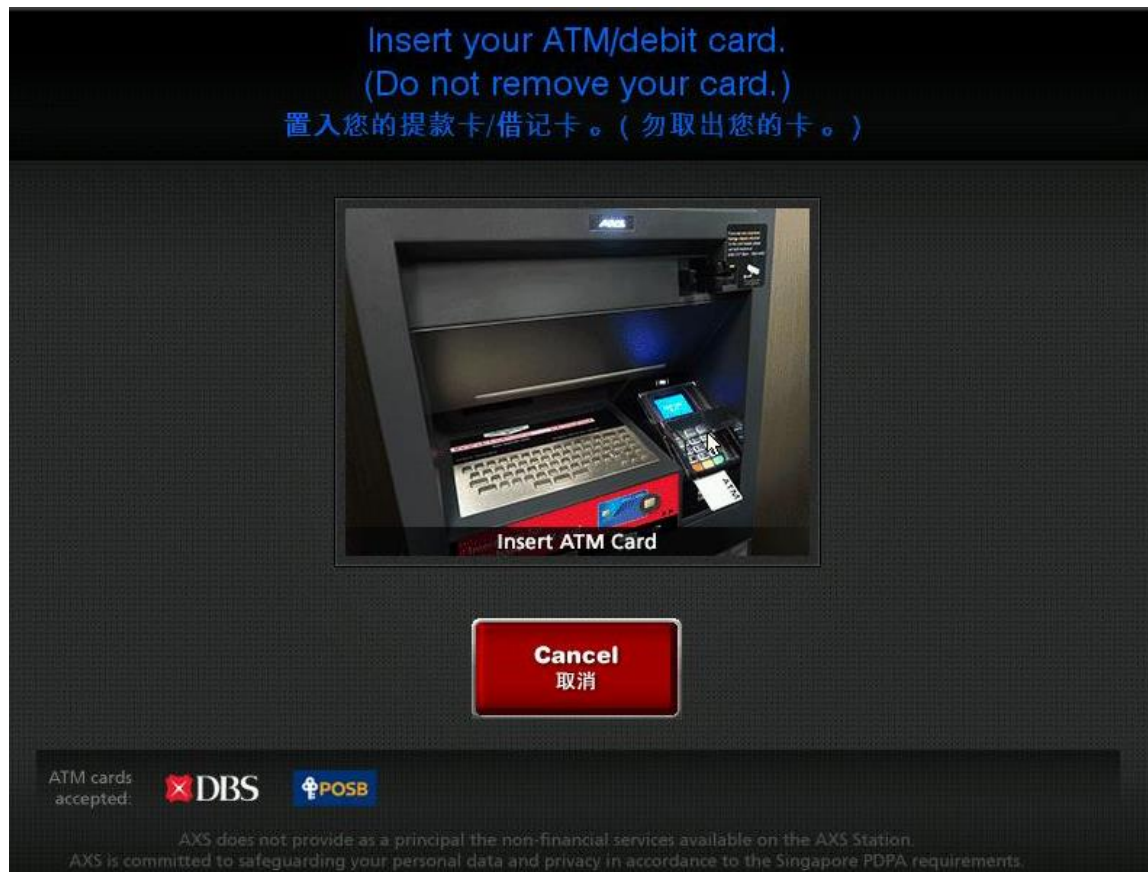 Insert your ATM/debit card.
(Do not remove your card.)
置入您的提款卡/借记卡。(勿取出您的卡。)
AXS
ATM
Insert ATM Card
Cancel
取消
ATM cards
accepted:
DBS
POSB
AXS does not provide as a principal the non-financial services available on the AXS Station.
AXS is committed to safeguarding your personal data and privacy in accordance to the Singapore PDPA requirements.